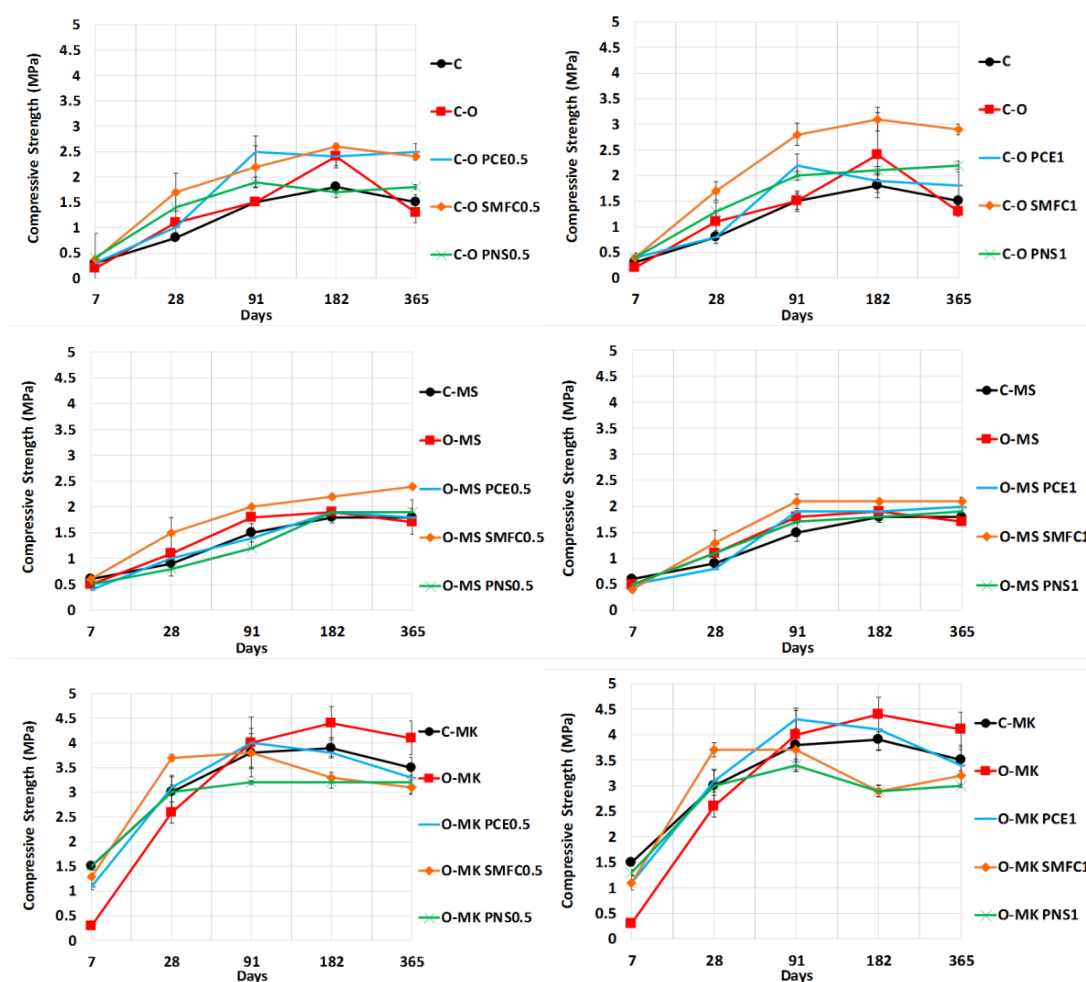 Compressive Strength (MPa)
5
4.5
4
3.5
3
2.5
2
1.5
1
0.5
0
7 28 91 182 365
Days
C
C-O
C-O PCE0.5
C-O SMFC0.5
C-O PNS0.5
Compressive Strength (MPa)
5
4.5
4
3.5
3
2.5
2
1.5
1
0.5
0
7 28 91 182 365
Days
C
C-O
C-O PCE1
C-O SMFC1
C-O PNS1
Compressive Strength (MPa)
5
4.5
4
3.5
3
2.5
2
1.5
1
0.5
0
7 28 91 182 365
Days
C-MS
O-MS
O-MS PCE0.5
O-MS SMFC0.5
O-MS PNS0.5
Compressive Strength (MPa)
5
4.5
4
3.5
3
2.5
2
1.5
1
0.5
0
7 28 91 182 365
Days
C-MS
O-MS
O-MS PCE1
O-MS SMFC1
O-MS PNS1
Compressive Strength (MPa)
5
4.5
4
3.5
3
2.5
2
1.5
1
0.5
0
7 28 91 182 365
Days
C-MK
O-MK
O-MK PCE0.5
O-MK SMFC0.5
O-MK PNS0.5
Compressive Strength (MPa)
5
4.5
4
3.5
3
2.5
2
1.5
1
0.5
0
7 28 91 182 365
Days
C-MK
O-MK
O-MK PCE1
O-MK SMFC1
O-MK PNS1